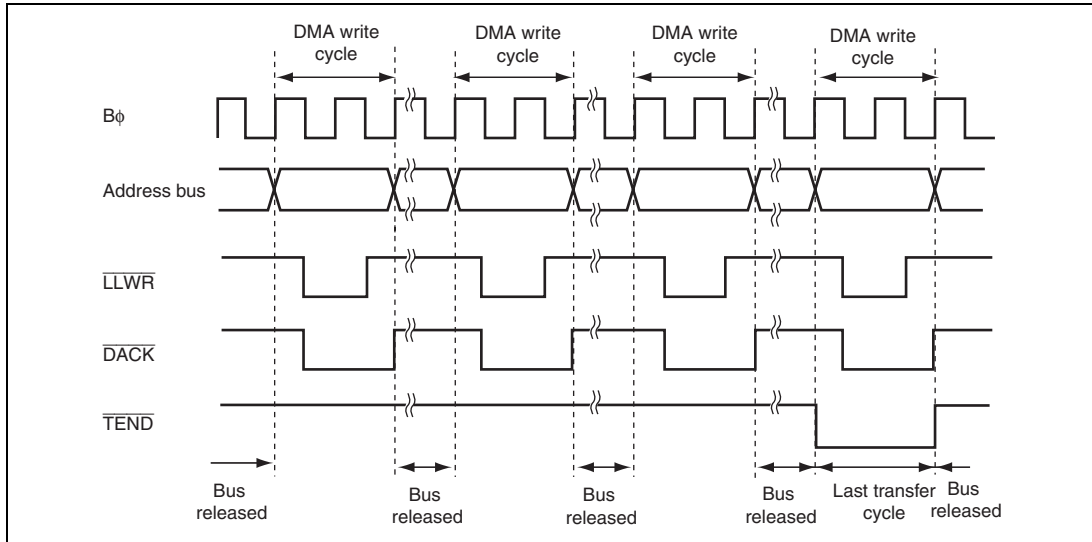 DMA write
cycle
DMA write
cycle
DMA write
cycle
DMA write
cycle
Bφ
Address bus
LLWR
DACK
TEND
Bus
released
Bus
released
Bus
released
Bus
released
Last transfer
cycle
Bus
released